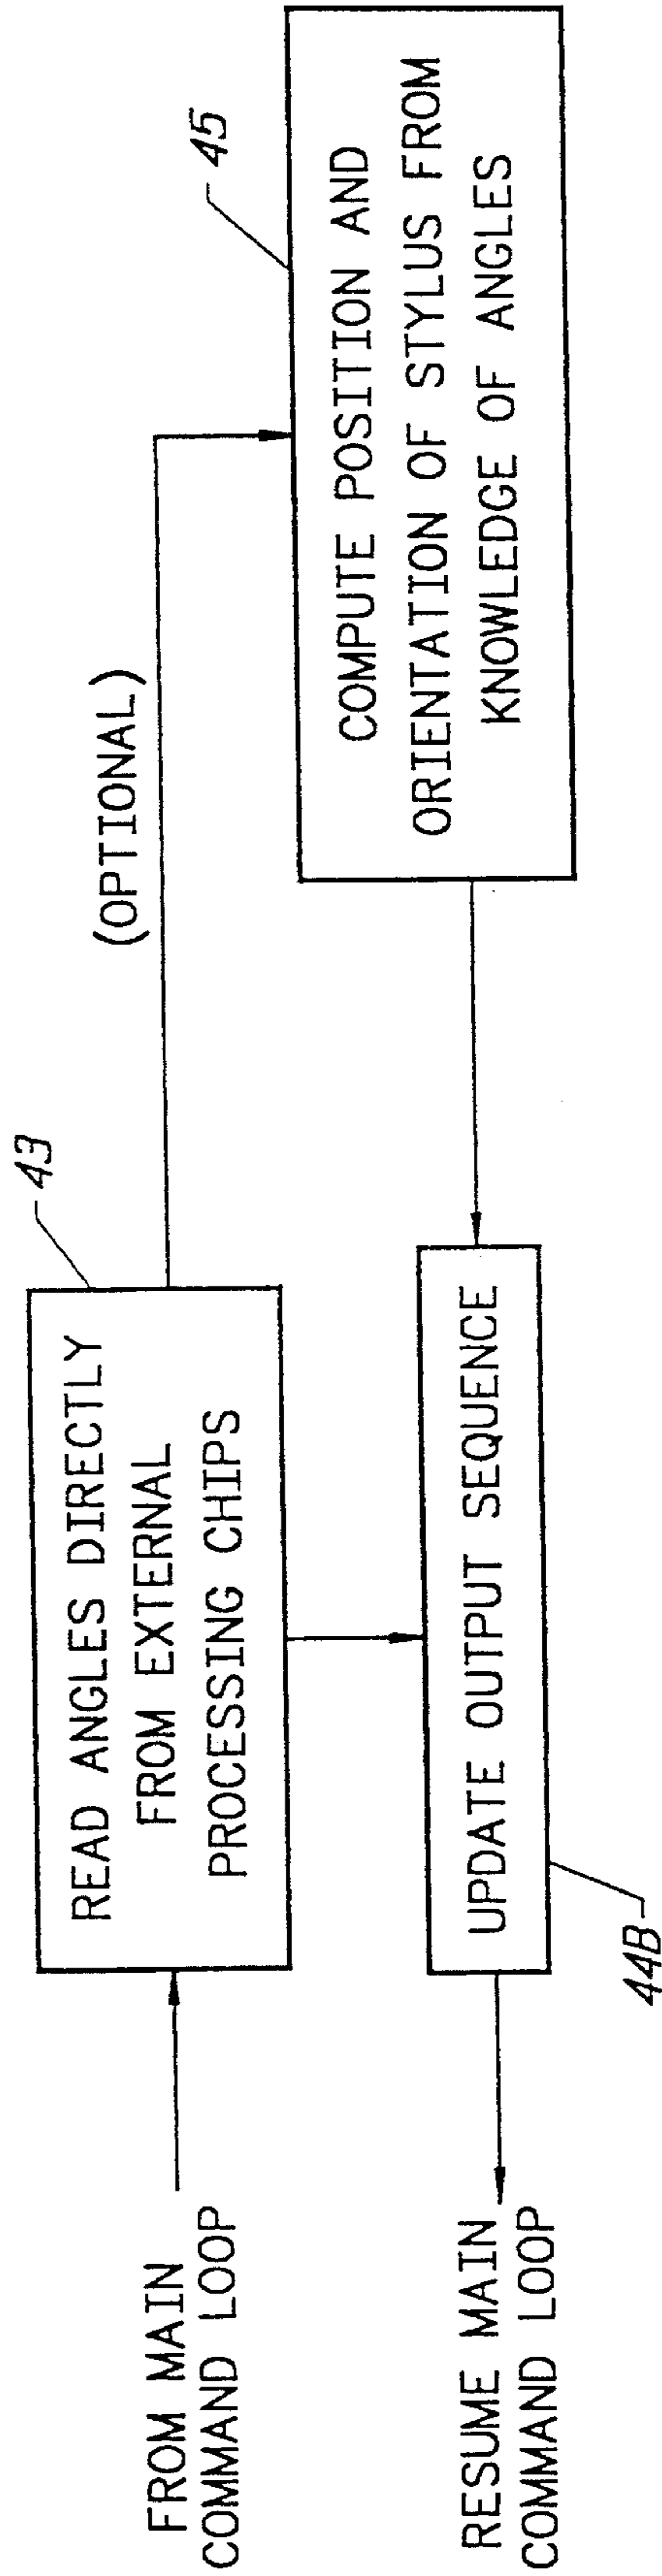 FROM MAIN
COMMAND LOOP
READ ANGLES DIRECTLY
FROM EXTERNAL
PROCESSING CHIPS
43
(OPTIONAL)
45
COMPUTE POSITION AND
ORIENTATION OF STYLUS FROM
KNOWLEDGE OF ANGLES
UPDATE OUTPUT SEQUENCE
44B
RESUME MAIN
COMMAND LOOP